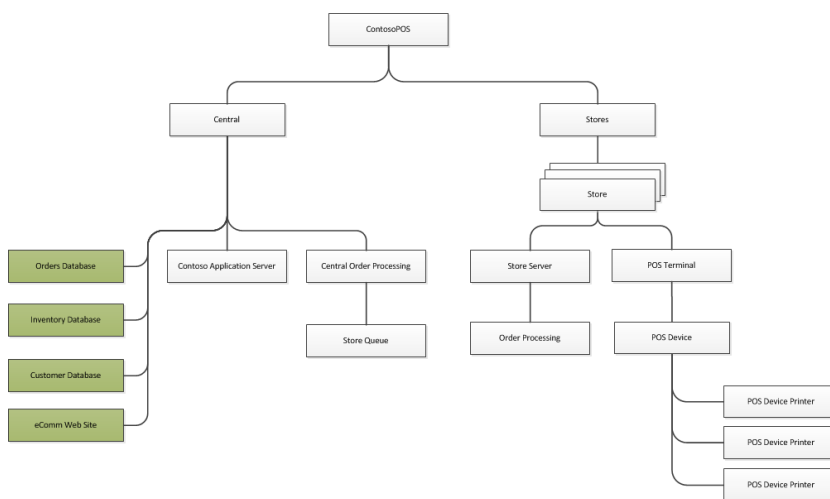 ContosoPOS
Central
Stores
Store
Orders Database
Contoso Application Server
Central Order Processing
Store Server
POS Terminal
Inventory Database
Store Queue
Order Processing
POS Device
Customer Database
eComm Web Site
POS Device Printer
POS Device Printer
POS Device Printer